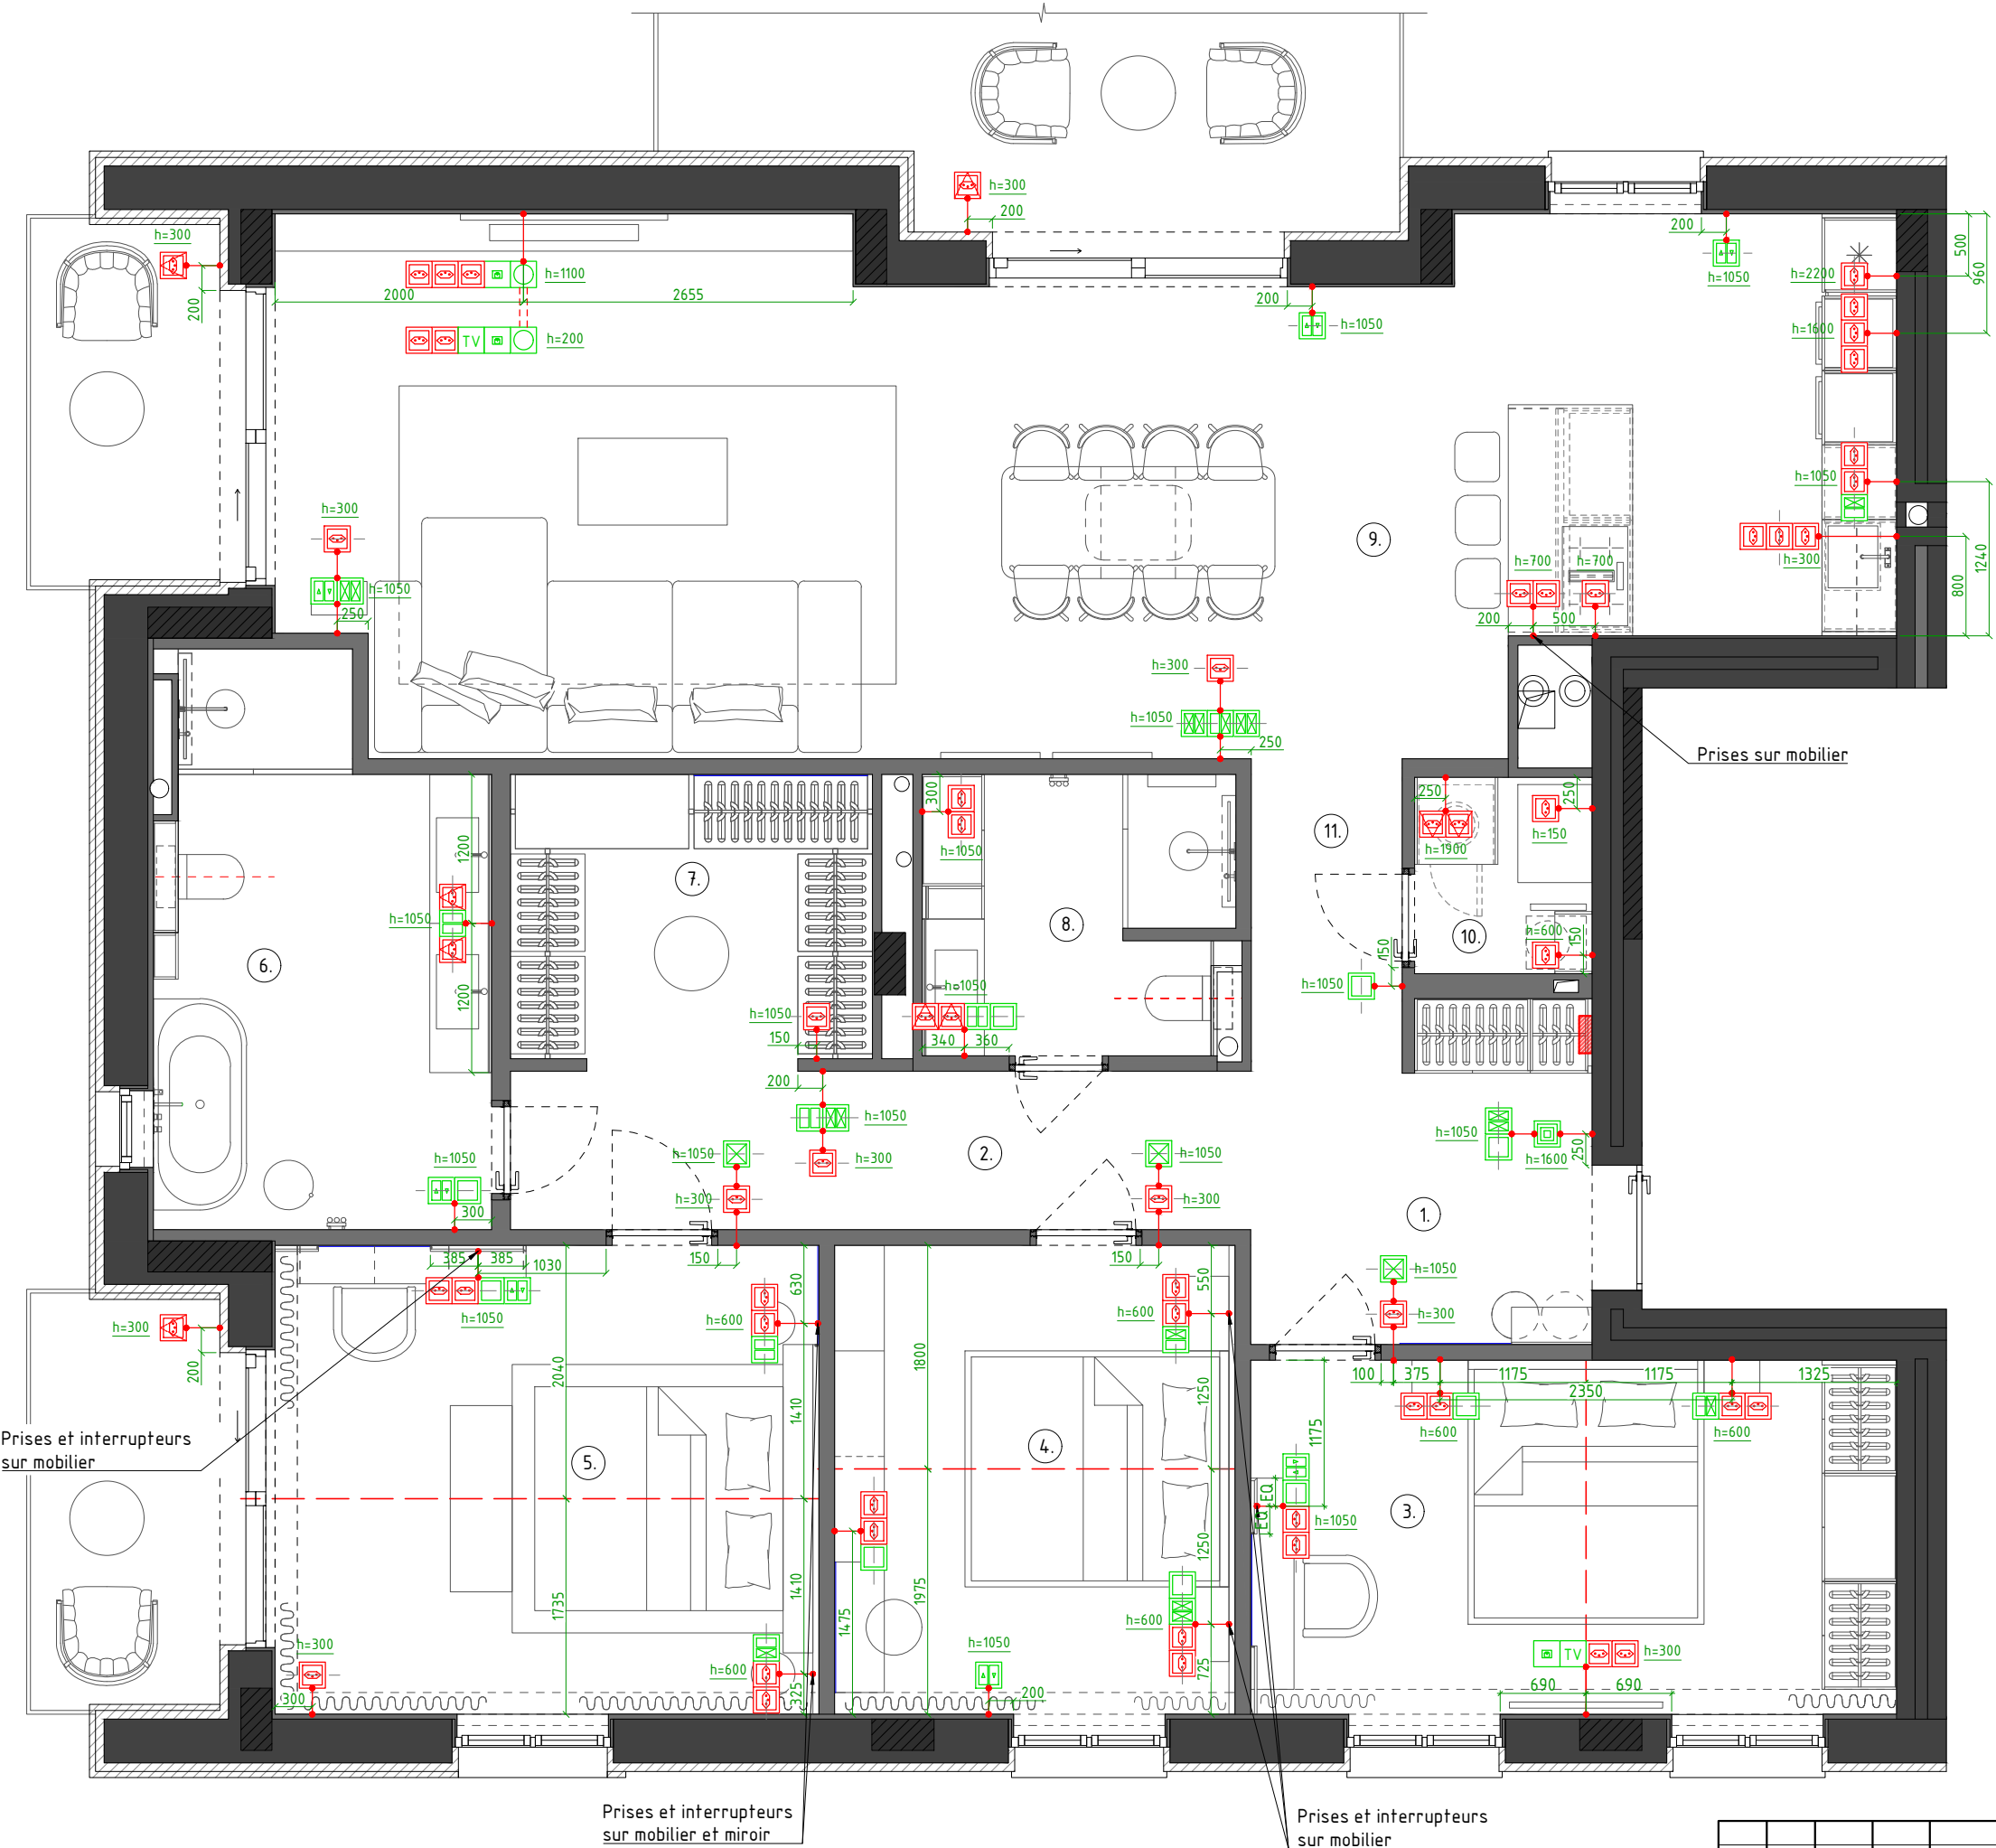 h=300
200
200
h=300
200
h=1050
500
960
h=2200
h=1100
2000
2655
200
h=1050
h=1600
TV
h=200
200
h=300
h=1050
250
9.
h=1050
h=300
1240
800
h=700
h=700
200
500
h=300
h=1050
250
Prises sur mobilier
300
h=1050
250
h=1900
250
h=150
11.
1200
7.
8.
10.
h=1050
h=600
150
6.
1200
150
h=1050
h=1050
h=1050
150
340
360
200
h=1050
h=1050
h=300
2.
h=1050
h=1050
250
h=1600
h=1050
h=300
h=300
300
1.
385
385
1030
150
150
h=1050
h=1050
h=300
630
550
h=300
200
h=600
h=600
2040
1800
1410
1250
100
375
1175
1175
1325
2350
h=600
h=600
1175
Prises et interrupteurs
sur mobilier
5.
4.
3.
EQ
EQ
h=1050
1735
1410
1475
1975
1250
h=600
725
h=300
300
h=600
325
h=1050
200
TV
h=300
690
690
Prises et interrupteurs
sur mobilier et miroir
Prises et interrupteurs
sur mobilier